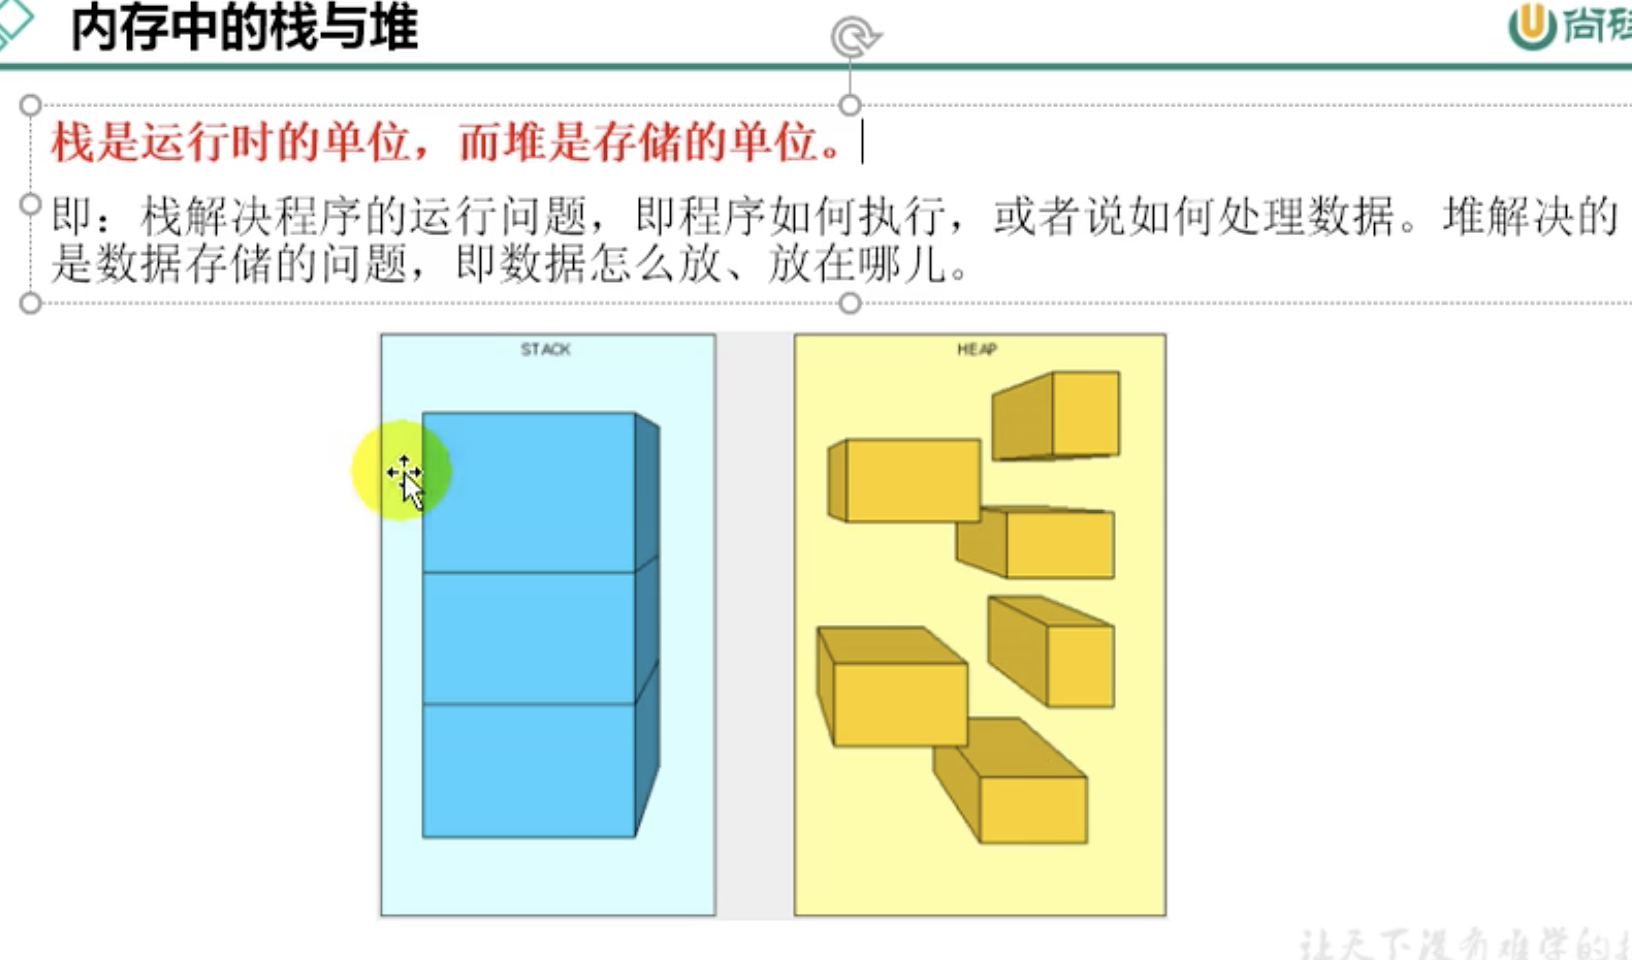 内存中的栈与堆
尚硅
栈是运行时的单位，而堆是存储的单位。
即：栈解决程序的运行问题，即程序如何执行，或者说如何处理数据。堆解决的
是数据存储的问题，即数据怎么放、放在哪儿。
STACK
HEAP
让天下没有难学的技